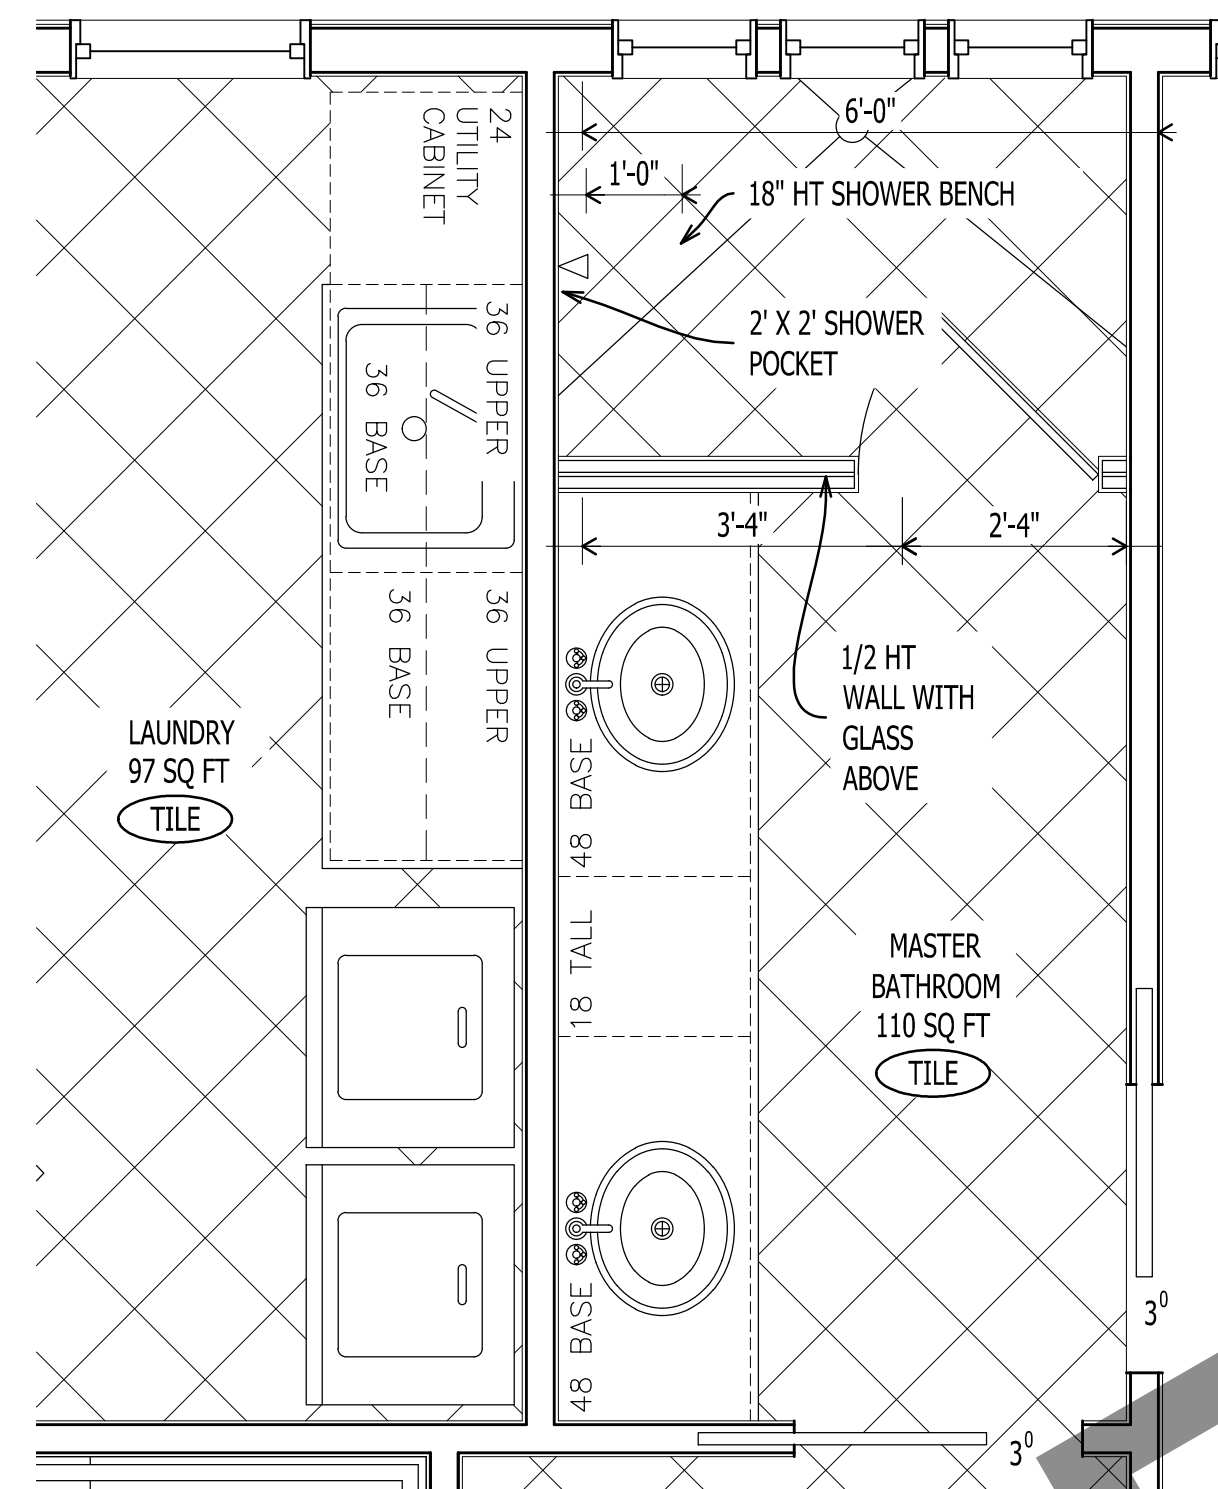 6'-0"
1'-0"
18" HT SHOWER BENCH
2' X 2' SHOWER
POCKET
24
UTILITY
CABINET
36 UPPER
36 BASE
3'-4"
2'-4"
36 BASE
36 UPPER
1/2 HT
WALL WITH
GLASS
ABOVE
LAUNDRY
97 SQ FT
TILE
48 BASE
18 TALL
MASTER
BATHROOM
110 SQ FT
TILE
48 BASE
3⁰
3⁰